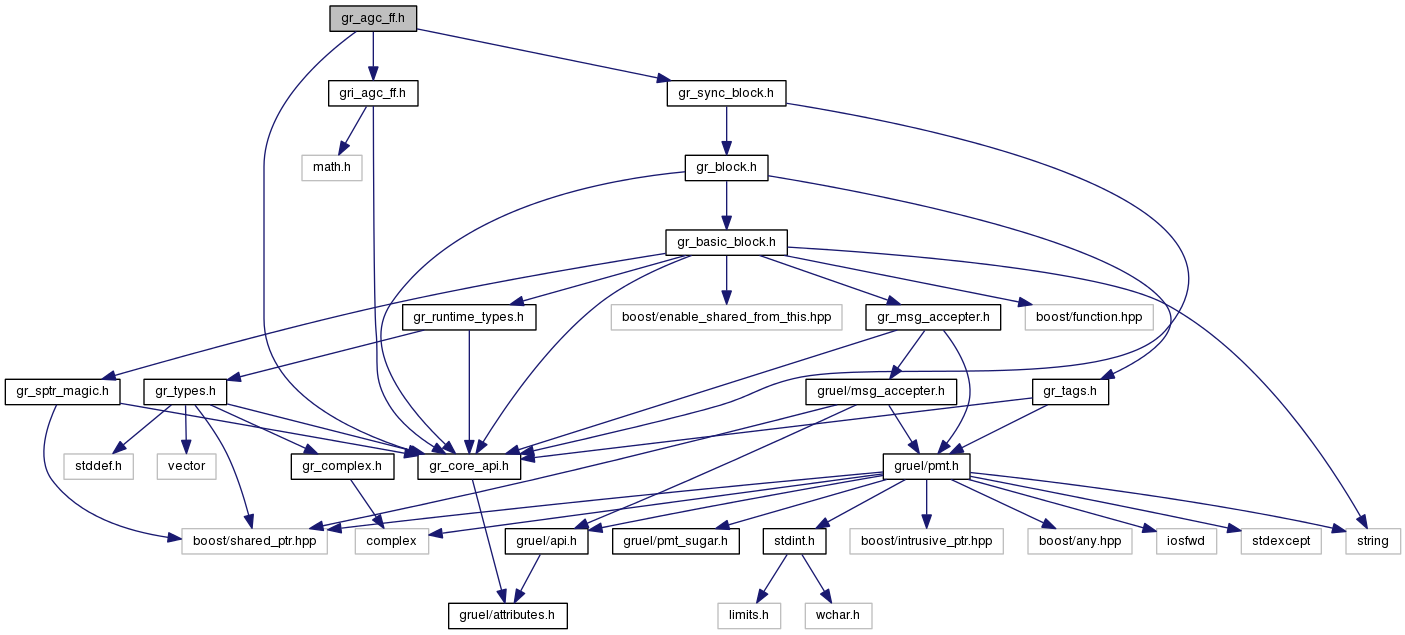 gr_agc_ff.h
gri_agc_ff.h
gr_sync_block.h
math.h
gr_block.h
gr_basic_block.h
gr_runtime_types.h
boost/enable_shared_from_this.hpp
gr_msg_accepter.h
boost/function.hpp
gr_sptr_magic.h
gr_types.h
gruel/msg_accepter.h
gr_tags.h
stddef.h
vector
gr_complex.h
gr_core_api.h
gruel/pmt.h
boost/shared_ptr.hpp
complex
gruel/api.h
gruel/pmt_sugar.h
stdint.h
boost/intrusive_ptr.hpp
boost/any.hpp
iosfwd
stdexcept
string
gruel/attributes.h
limits.h
wchar.h